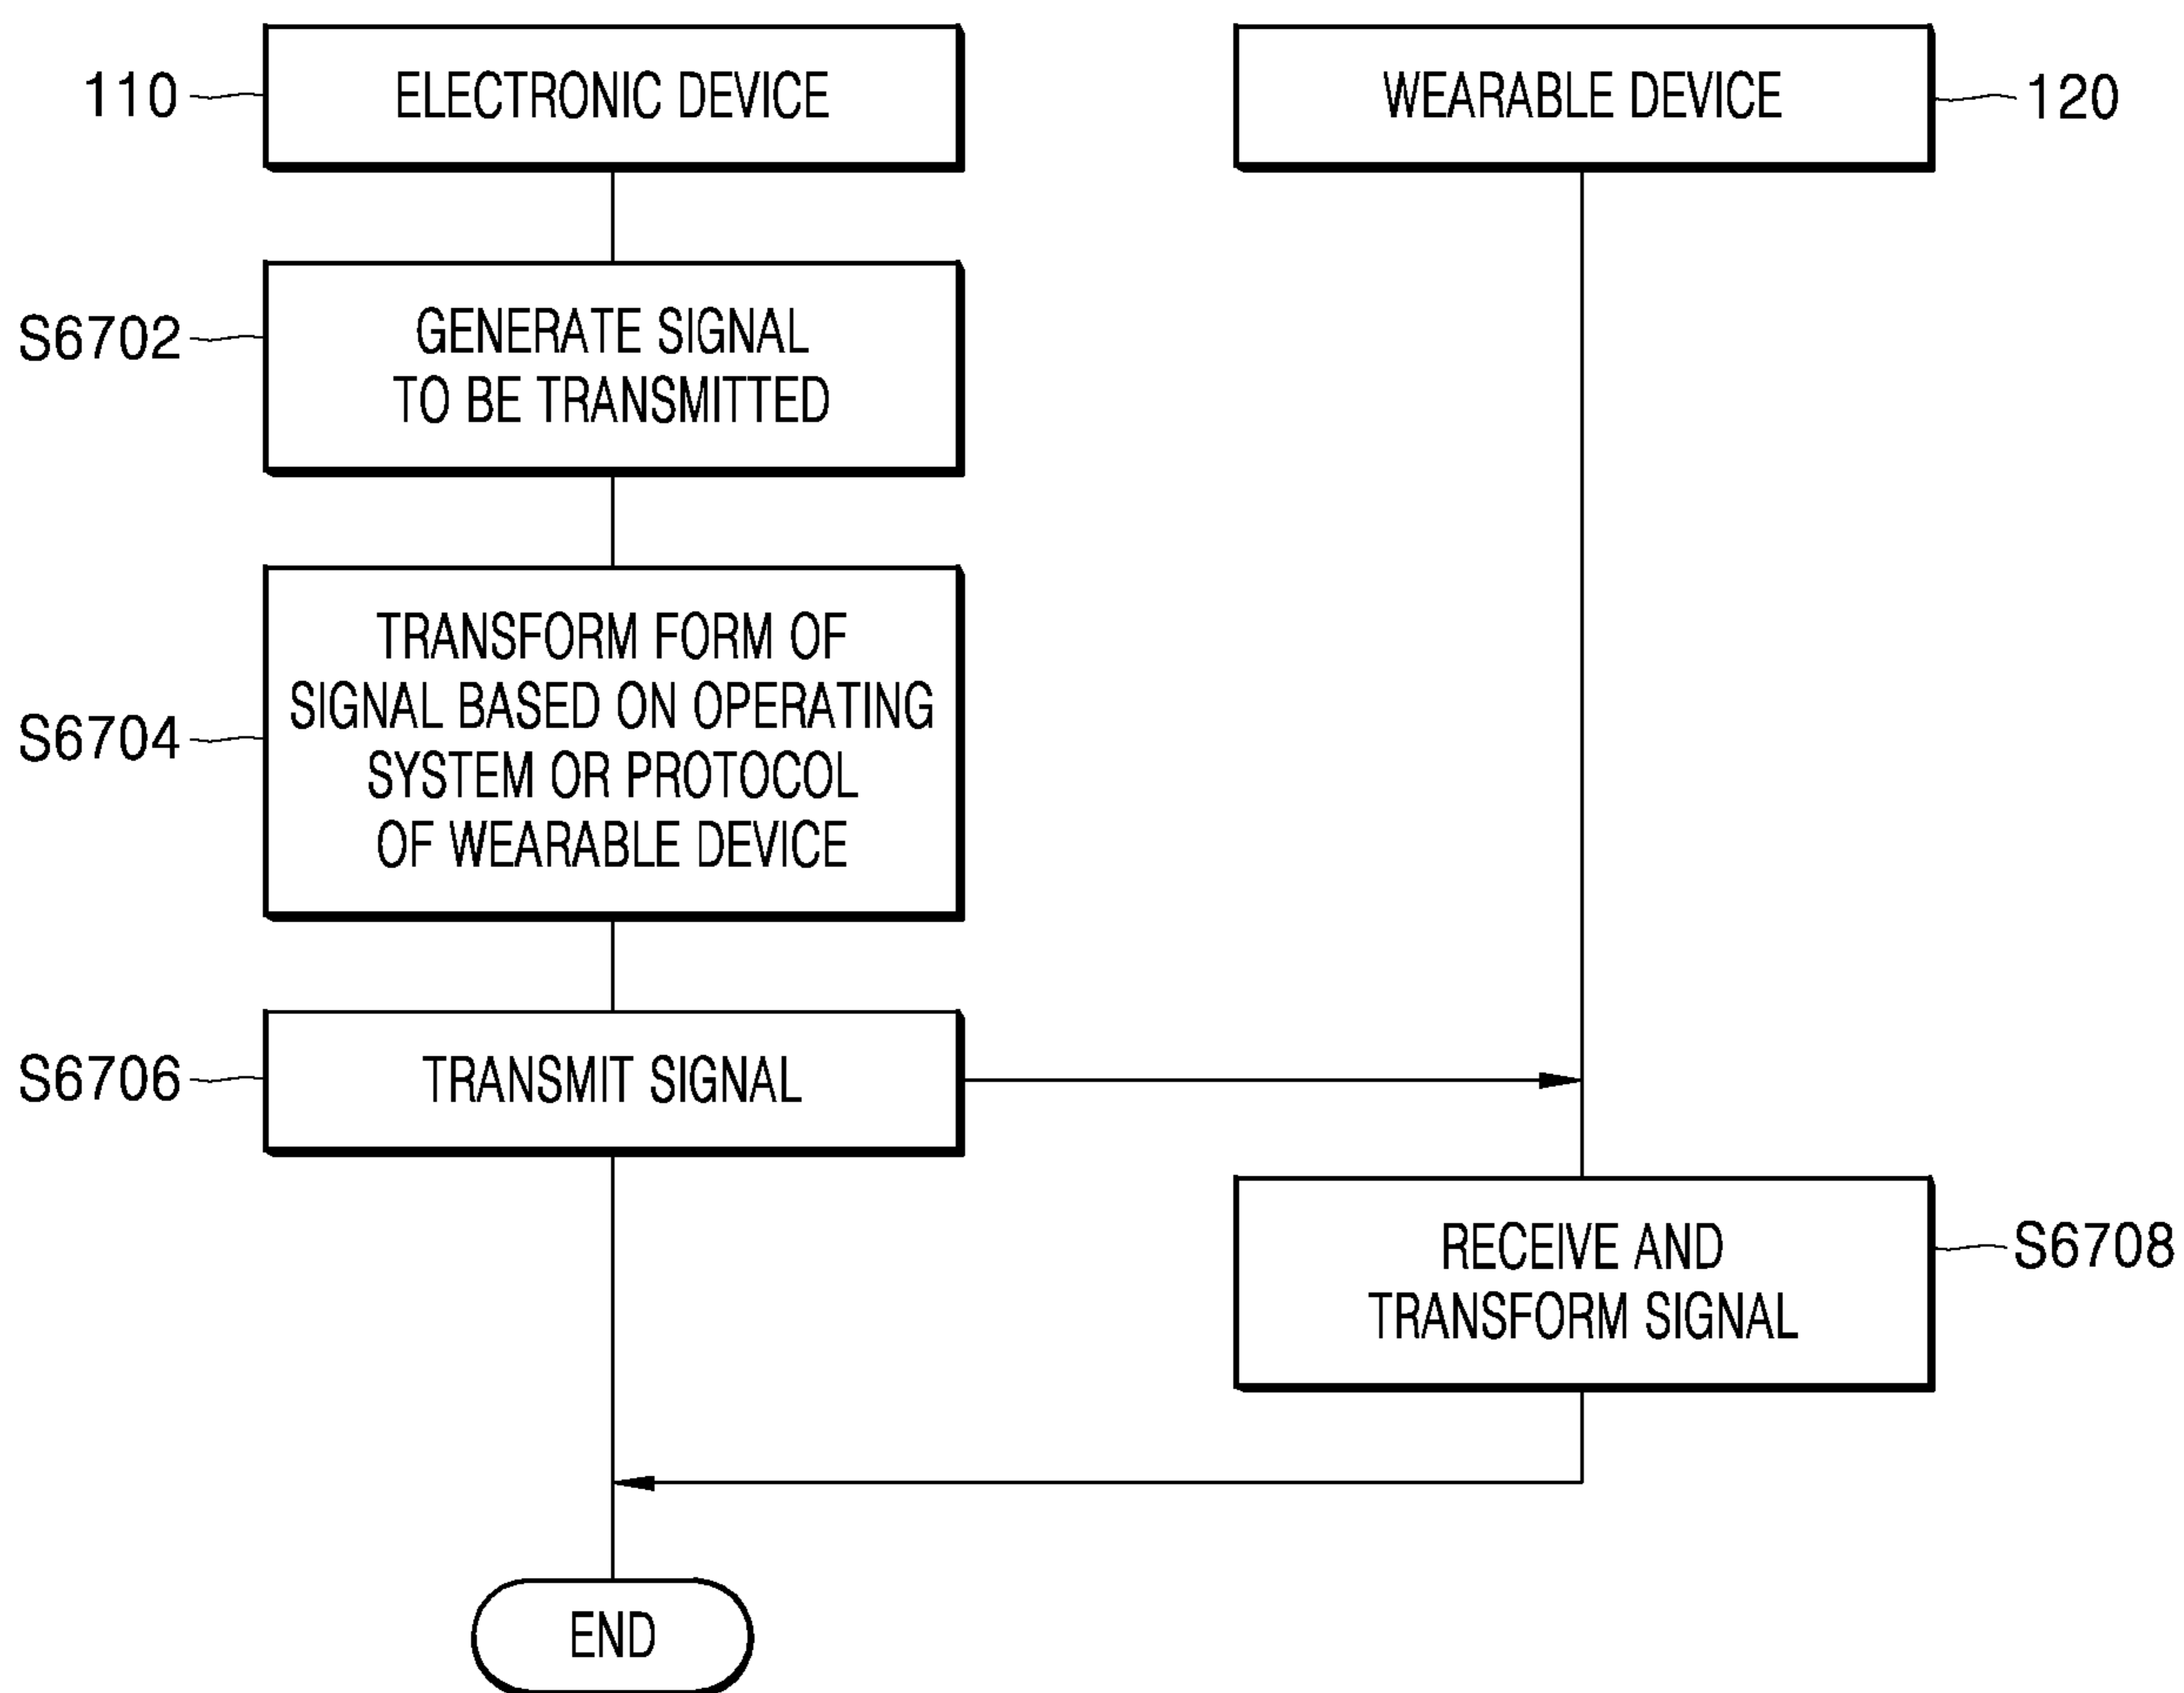 110
ELECTRONIC DEVICE
WEARABLE DEVICE
120
S6702
GENERATE SIGNAL
TO BE TRANSMITTED
S6704
TRANSFORM FORM OF
SIGNAL BASED ON OPERATING
SYSTEM OR PROTOCOL
OF WEARABLE DEVICE
S6706
TRANSMIT SIGNAL
RECEIVE AND
TRANSFORM SIGNAL
S6708
END